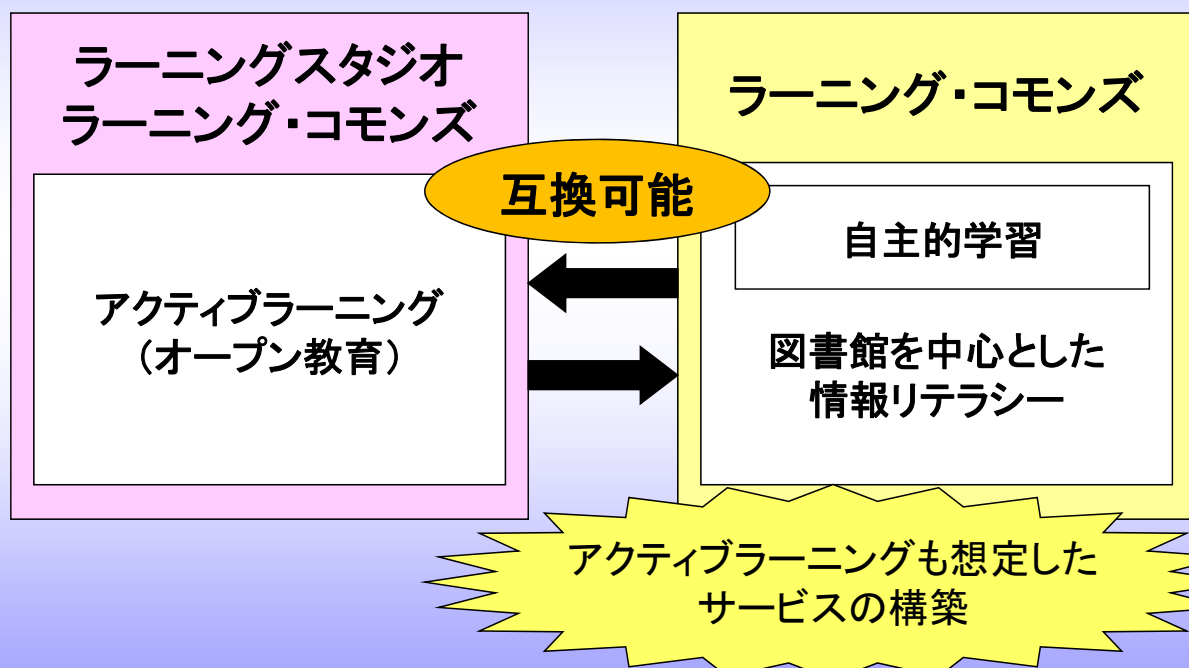 ラーニングスタジオ
ラーニング・コモンズ
アクティブラーニング
（オープン教育）
互換可能
ラーニング・コモンズ
自主的学習
図書館を中心とした
情報リテラシー
アクティブラーニングも想定した
サービスの構築